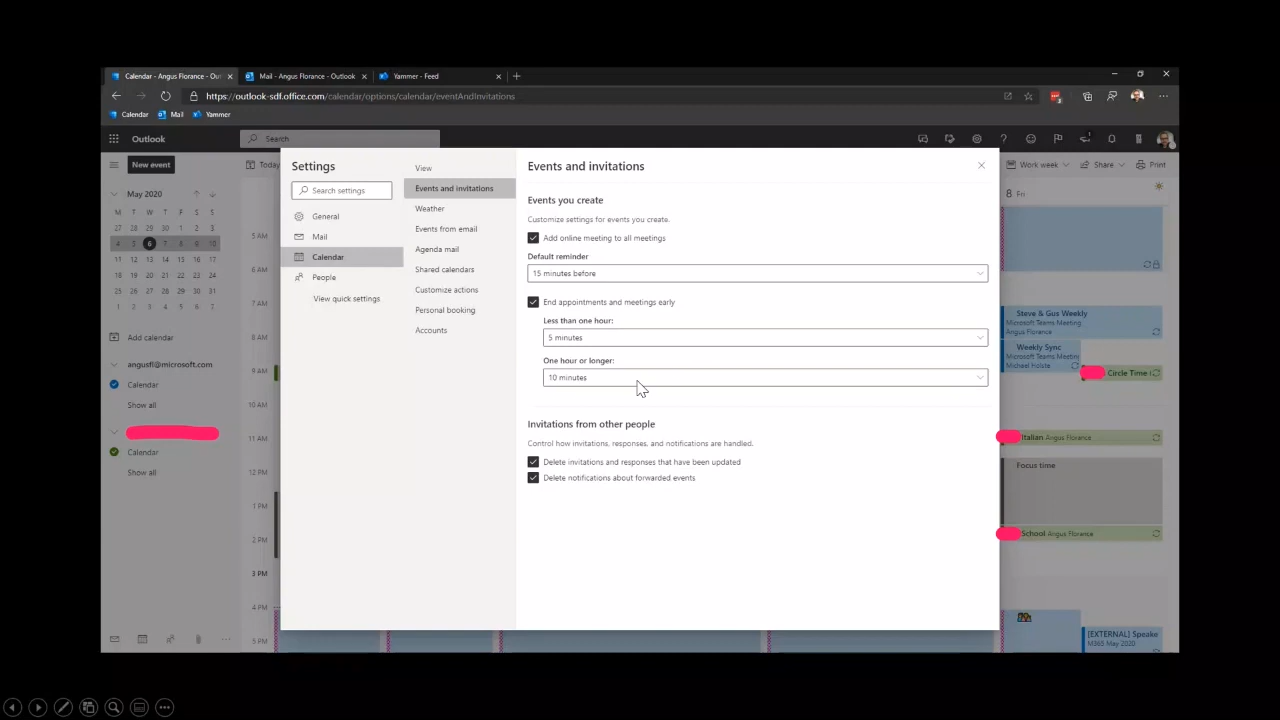 Calendar - Angus Florance - Out
Mail - Angus Florance - Outlook
Yammer - Feed
https://outlook-sdf.office.com/calendar/options/calendar/eventAndInvitations
Calendar
Mail
Yammer
Outlook
Search
New event
Today
Work week
Share
Print
May 2020
M T W T F S S
27 28 29 30 1 2 3
4 5 6 7 8 9 10
11 12 13 14 15 16 17
18 19 20 21 22 23 24
25 26 27 28 29 30 31
1 2 3 4 5 6 7
Add calendar
angusfl@microsoft.com
Calendar
Show all
Calendar
Show all
5 AM
6 AM
7 AM
8 AM
9 AM
10 AM
11 AM
12 PM
1 PM
2 PM
3 PM
4 PM
5 PM
Settings
Search settings
General
Mail
Calendar
People
View quick settings
View
Events and invitations
Weather
Events from email
Agenda mail
Shared calendars
Customize actions
Personal booking
Accounts
Events and invitations
Events you create
Customize settings for events you create.
Add online meeting to all meetings
Default reminder
15 minutes before
End appointments and meetings early
Less than one hour:
5 minutes
One hour or longer:
10 minutes
Invitations from other people
Control how invitations, responses, and notifications are handled.
Delete invitations and responses that have been updated
Delete notifications about forwarded events
8 Fri
Steve & Gus Weekly
Microsoft Teams Meeting
Angus Florance
Weekly Sync
Microsoft Teams Meeting
Michael Holste
Circle Time
Italian Angus Florance
Focus time
School Angus Florance
[EXTERNAL] Speake
M365 May 2020